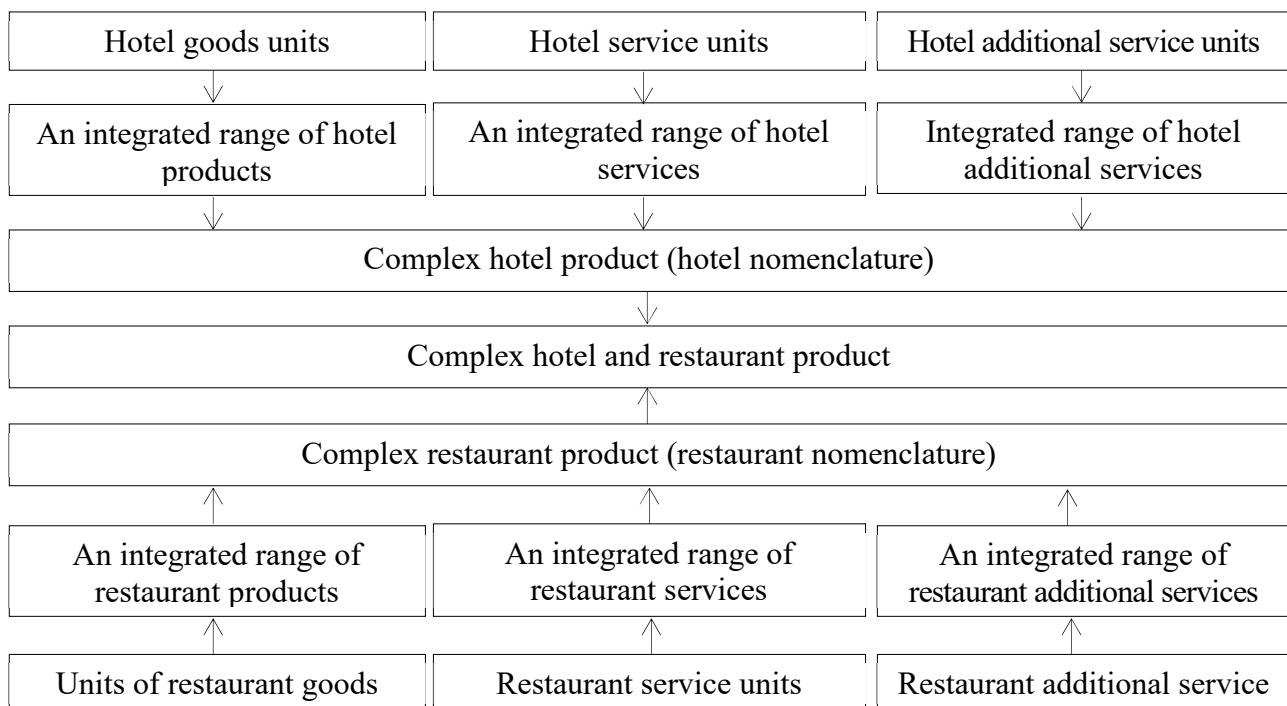 Hotel goods units
Hotel service units
Hotel additional service units
An integrated range of hotel
products
An integrated range of hotel
services
Integrated range of hotel
additional services
Complex hotel product (hotel nomenclature)
Complex hotel and restaurant product
Complex restaurant product (restaurant nomenclature)
An integrated range of
restaurant products
An integrated range of
restaurant services
An integrated range of
restaurant additional services
Units of restaurant goods
Restaurant service units
Restaurant additional service